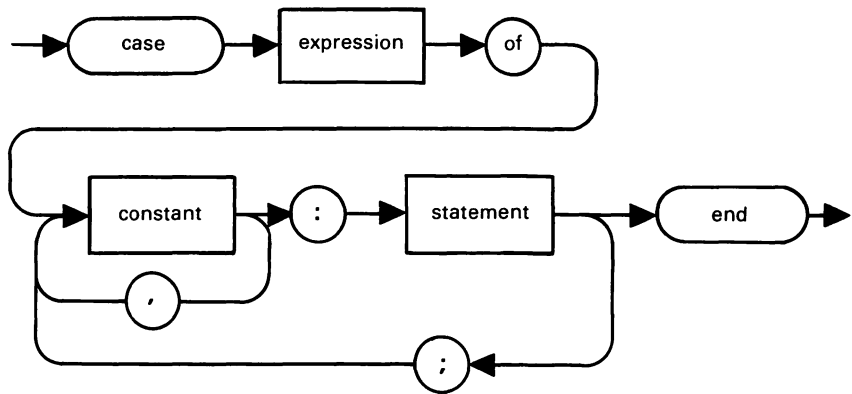 case expression of
constant : statement end
,
;